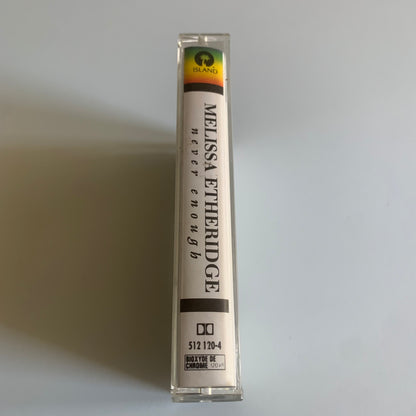 ISLAND
MELISSA ETHERIDGE
never enough
512 120-4
BIOXYDE DE
CHROME